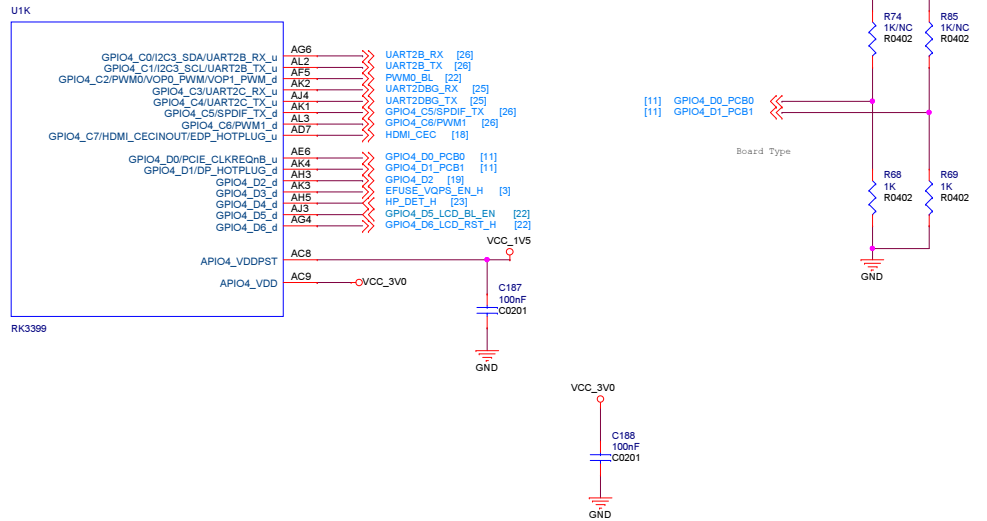 U1K
GPIO4_C0/I2C3_SDA/UART2B_RX_u AG6 UART2B_RX [26]
GPIO4_C1/I2C3_SCL/UART2B_TX_u AL2 UART2B_TX [26]
GPIO4_C2/PWM0/VOP0_PWM/VOP1_PWM_d AF5 PWM0_BL [22]
GPIO4_C3/UART2C_RX_u AK2 UART2DBG_RX [25]
GPIO4_C4/UART2C_TX_u AJ4 UART2DBG_TX [25]
GPIO4_C5/SPDIF_TX_d AK1 GPIO4_C5/SPDIF_TX [26]
GPIO4_C6/PWM1_d AL3 GPIO4_C6/PWM1 [26]
GPIO4_C7/HDMI_CECINOUT/EDP_HOTPLUG_u AD7 HDMI_CEC [18]
GPIO4_D0/PCIE_CLKREQnB_u AE6 GPIO4_D0_PCB0 [11]
GPIO4_D1/DP_HOTPLUG_d AK4 GPIO4_D1_PCB1 [11]
GPIO4_D2_d AH3 GPIO4_D2 [19]
GPIO4_D3_d AK3 EFUSE_VQPS_EN_H [3]
GPIO4_D4_d AH5 HP_DET_H [23]
GPIO4_D5_d AJ3 GPIO4_D5_LCD_BL_EN [22]
GPIO4_D6_d AG4 GPIO4_D6_LCD_RST_H [22]
APIO4_VDDPST AC8 VCC_1V5
APIO4_VDD AC9 VCC_3V0
RK3399
C187
100nF
C0201
GND
VCC_3V0
C188
100nF
C0201
GND
R74
1K/NC
R0402
R85
1K/NC
R0402
[11] GPIO4_D0_PCB0
[11] GPIO4_D1_PCB1
Board Type
R68
1K
R0402
R69
1K
R0402
GND